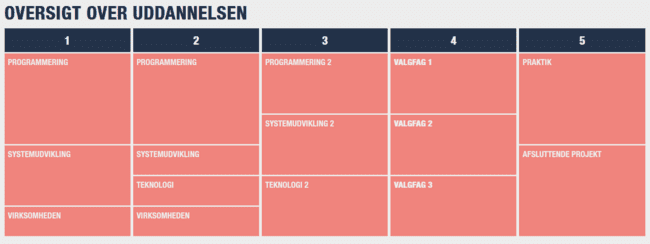 OVERSIGT OVER UDDANNELSEN
1
2
3
4
5
PROGRAMMERING
SYSTEMUDVIKLING
VIRKSOMHEDEN
PROGRAMMERING
SYSTEMUDVIKLING
TEKNOLOGI
VIRKSOMHEDEN
PROGRAMMERING 2
SYSTEMUDVIKLING 2
TEKNOLOGI 2
VALGFAG 1
VALGFAG 2
VALGFAG 3
PRAKTIK
AFSLUTTENDE PROJEKT